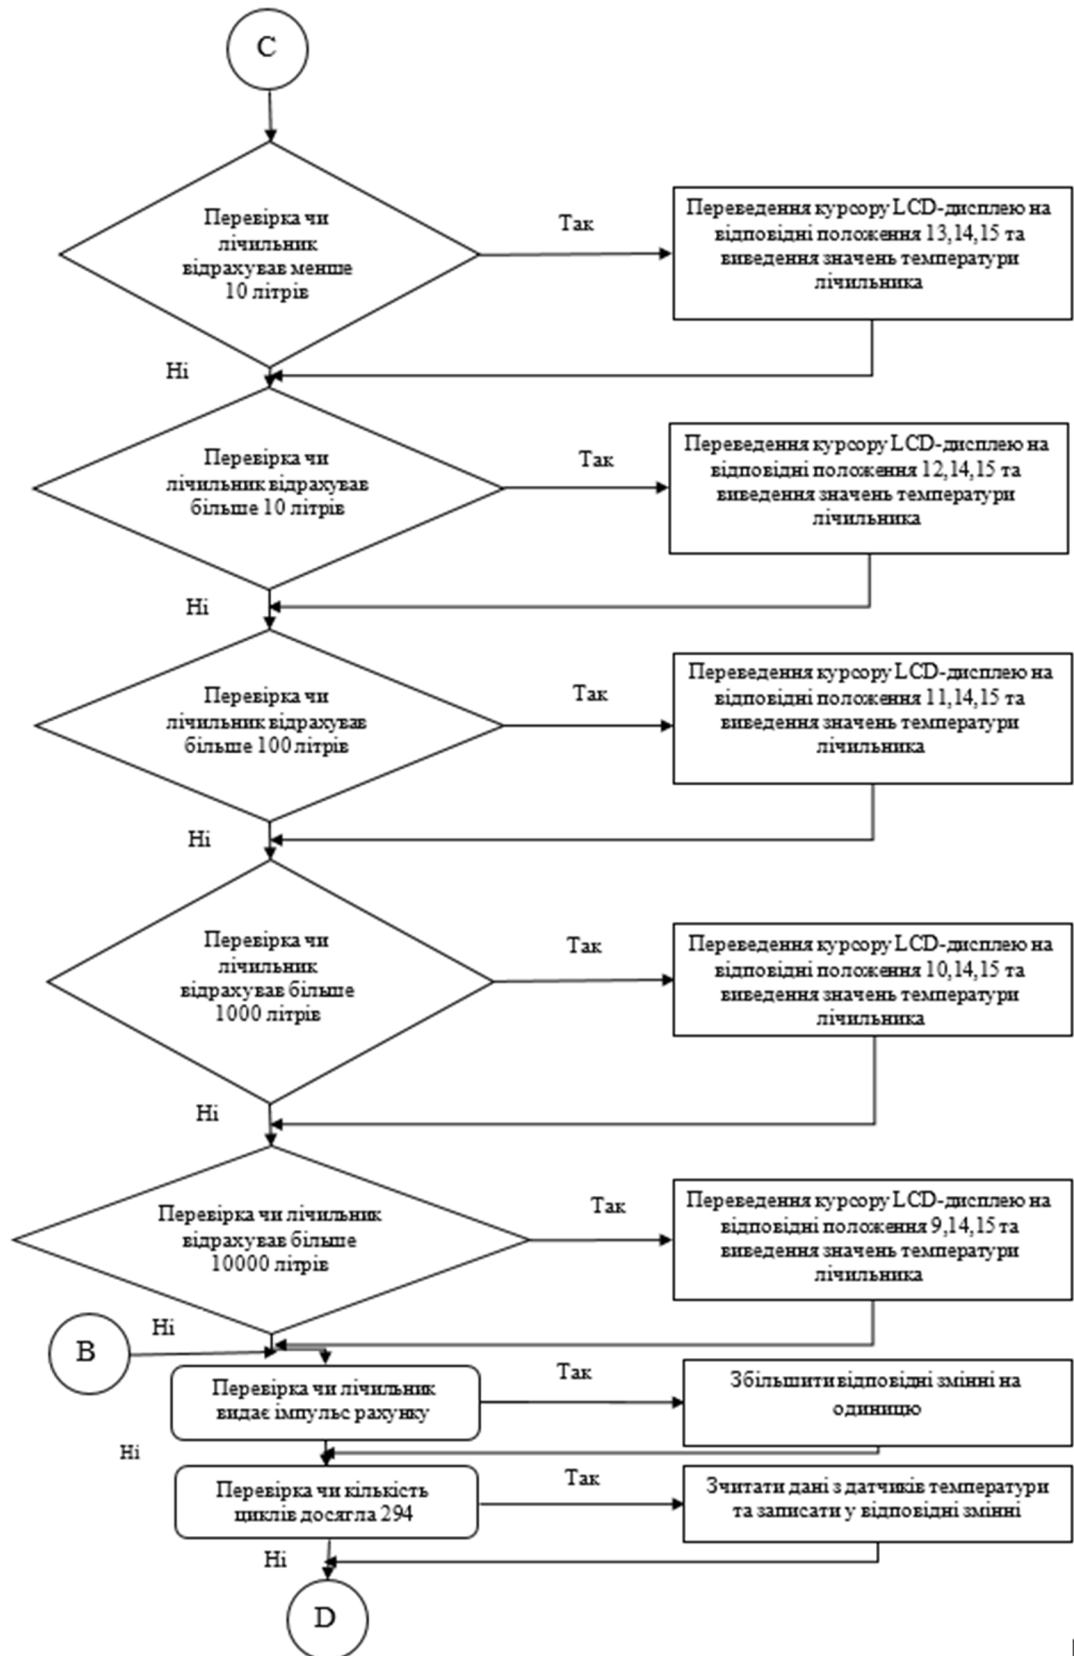 C
Перевірка чи
лічильник
відрахував менше
10 літрів
Так
Переведення курсору LCD-дисплею на
відповідні положення 13,14,15 та
виведення значень температури
лічильника
Ні
Перевірка чи
лічильник відрахував
більше 10 літрів
Так
Переведення курсору LCD-дисплею на
відповідні положення 12,14,15 та
виведення значень температури
лічильника
Ні
Перевірка чи
лічильник відрахував
більше 100 літрів
Так
Переведення курсору LCD-дисплею на
відповідні положення 11,14,15 та
виведення значень температури
лічильника
Ні
Перевірка чи
лічильник
відрахував більше
1000 літрів
Так
Переведення курсору LCD-дисплею на
відповідні положення 10,14,15 та
виведення значень температури
лічильника
Ні
Перевірка чи лічильник
відрахував більше
10000 літрів
Так
Переведення курсору LCD-дисплею на
відповідні положення 9,14,15 та
виведення значень температури
лічильника
Ні
B
Перевірка чи лічильник
видає імпульс рахунку
Так
Збільшити відповідні змінні на
одиницю
Ні
Перевірка чи кількість
циклів досягла 294
Так
Зчитати дані з датчиків температури
та записати у відповідні змінні
Ні
D